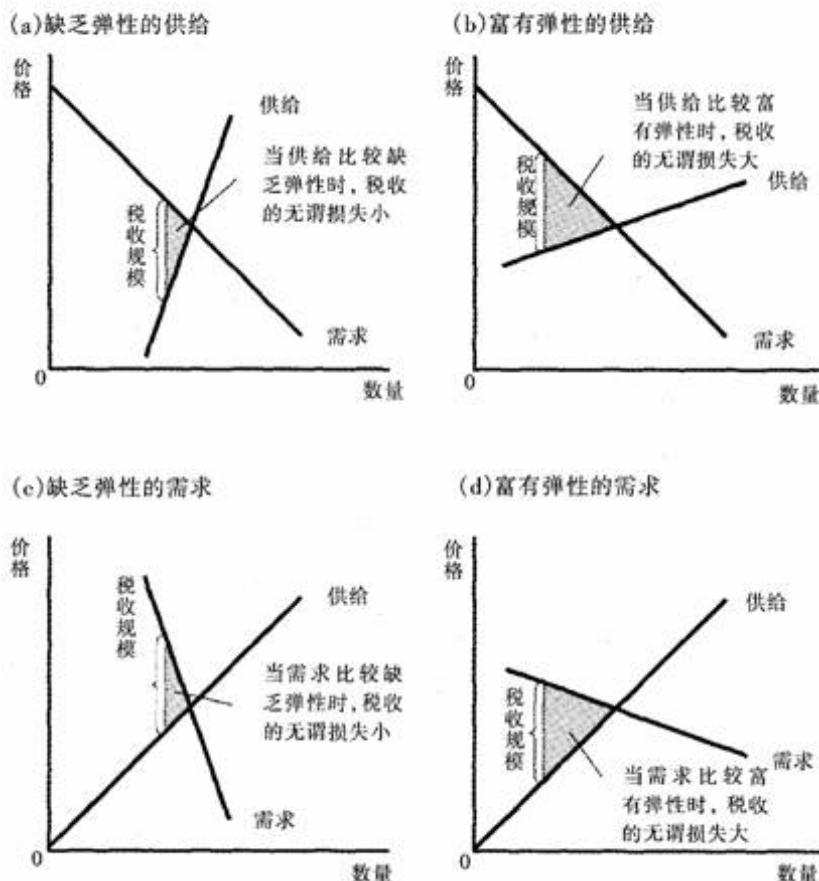 (a)缺乏弹性的供给
价格
供给
当供给比较缺
乏弹性时,税收
的无谓损失小
税收规模
需求
0
数量
(b)富有弹性的供给
价格
当供给比较富
有弹性时,税收
的无谓损失大
税收规模
供给
需求
0
数量
(c)缺乏弹性的需求
价格
税收规模
供给
当需求比较缺
乏弹性时,税收
的无谓损失小
需求
0
数量
(d)富有弹性的需求
价格
供给
税收规模
需求
当需求比较富
有弹性时,税收
的无谓损失大
0
数量